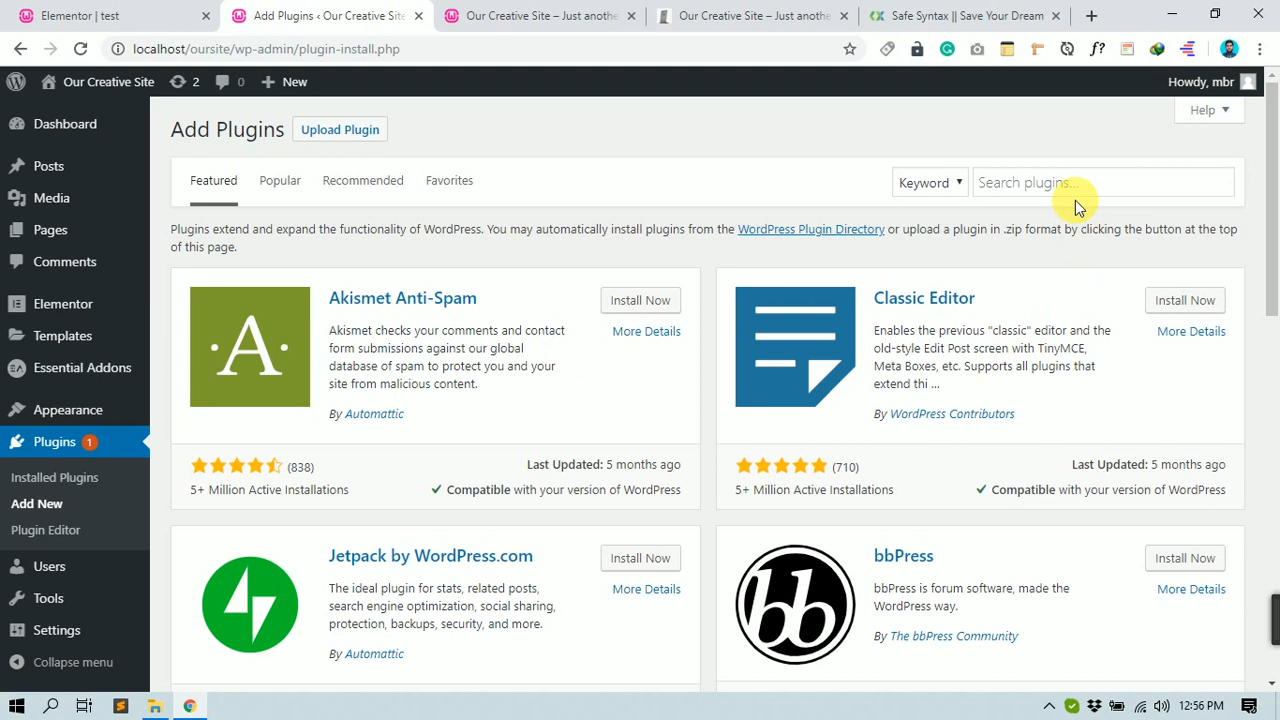 Elementor | test
Add Plugins ‹ Our Creative Site
Our Creative Site – Just anothe
Our Creative Site – Just anothe
Safe Syntax || Save Your Dream
localhost/oursite/wp-admin/plugin-install.php
Our Creative Site
2
0
New
Howdy, mbr
Dashboard
Posts
Media
Pages
Comments
Elementor
Templates
Essential Addons
Appearance
Plugins 1
Installed Plugins
Add New
Plugin Editor
Users
Tools
Settings
Collapse menu
Help
Add Plugins
Upload Plugin
Featured
Popular
Recommended
Favorites
Keyword
Search plugins...
Plugins extend and expand the functionality of WordPress. You may automatically install plugins from the WordPress Plugin Directory or upload a plugin in .zip format by clicking the button at the top
of this page.
A
Akismet Anti-Spam
Install Now
More Details
Akismet checks your comments and contact
form submissions against our global
database of spam to protect you and your
site from malicious content.
By Automattic
(838)
Last Updated: 5 months ago
5+ Million Active Installations
Compatible with your version of WordPress
Classic Editor
Install Now
More Details
Enables the previous "classic" editor and the
old-style Edit Post screen with TinyMCE,
Meta Boxes, etc. Supports all plugins that
extend thi ...
By WordPress Contributors
(710)
Last Updated: 5 months ago
5+ Million Active Installations
Compatible with your version of WordPress
Jetpack by WordPress.com
Install Now
More Details
The ideal plugin for stats, related posts,
search engine optimization, social sharing,
protection, backups, security, and more.
By Automattic
bb
bbPress
Install Now
More Details
bbPress is forum software, made the
WordPress way.
By The bbPress Community
12:56 PM